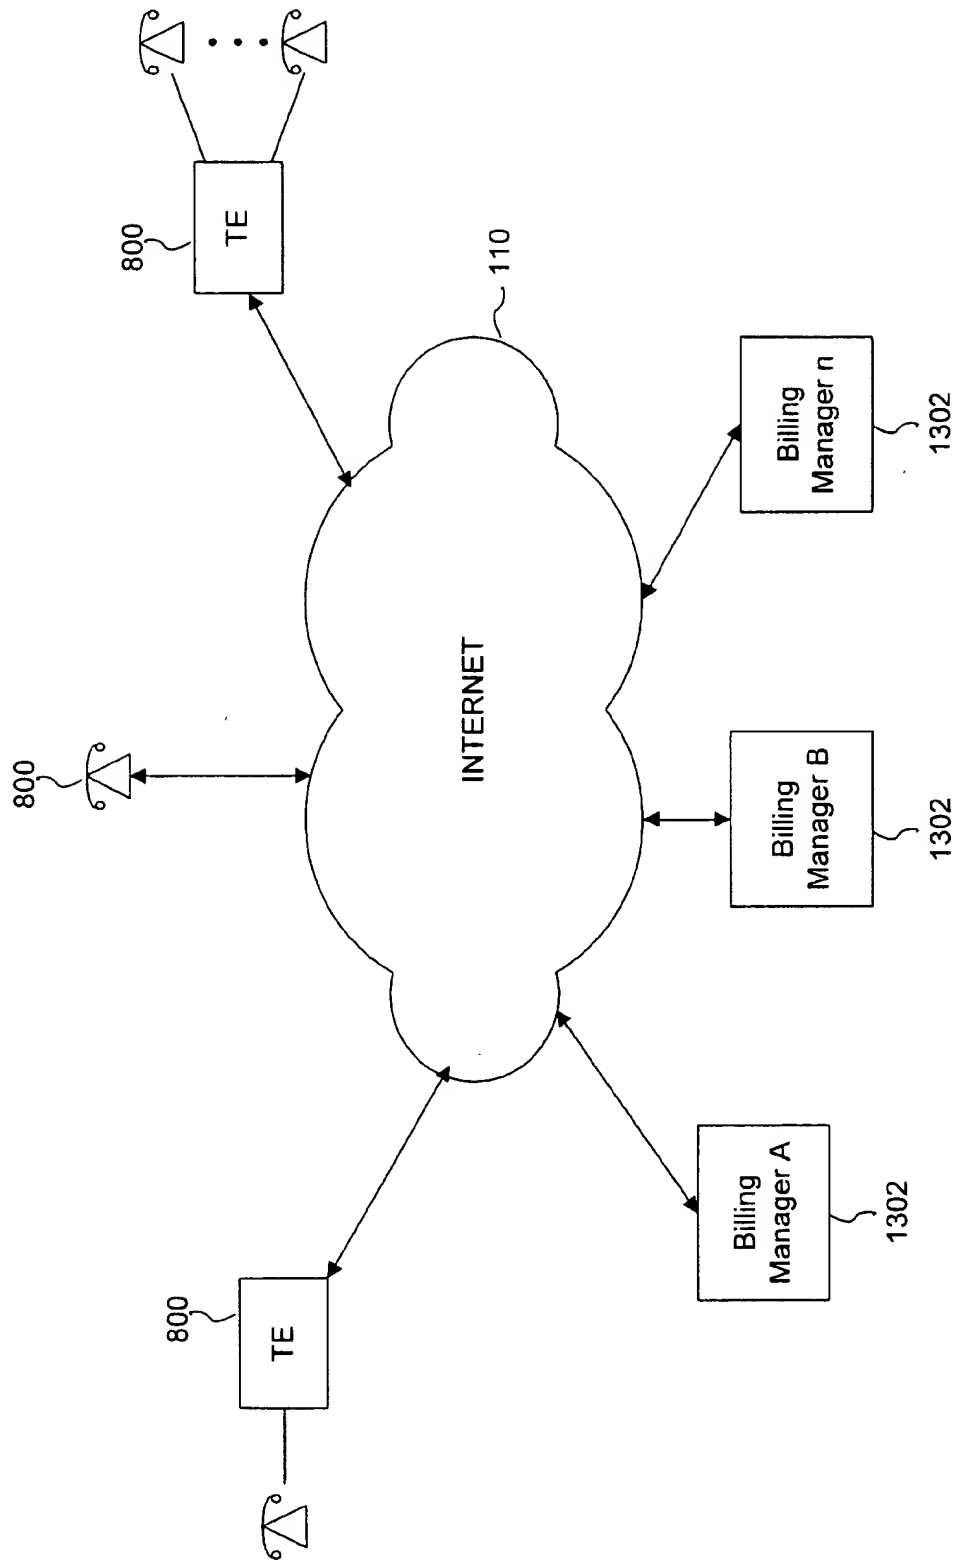 800
800
TE
800
TE
110
INTERNET
Billing
Manager A
1302
Billing
Manager B
1302
Billing
Manager n
1302